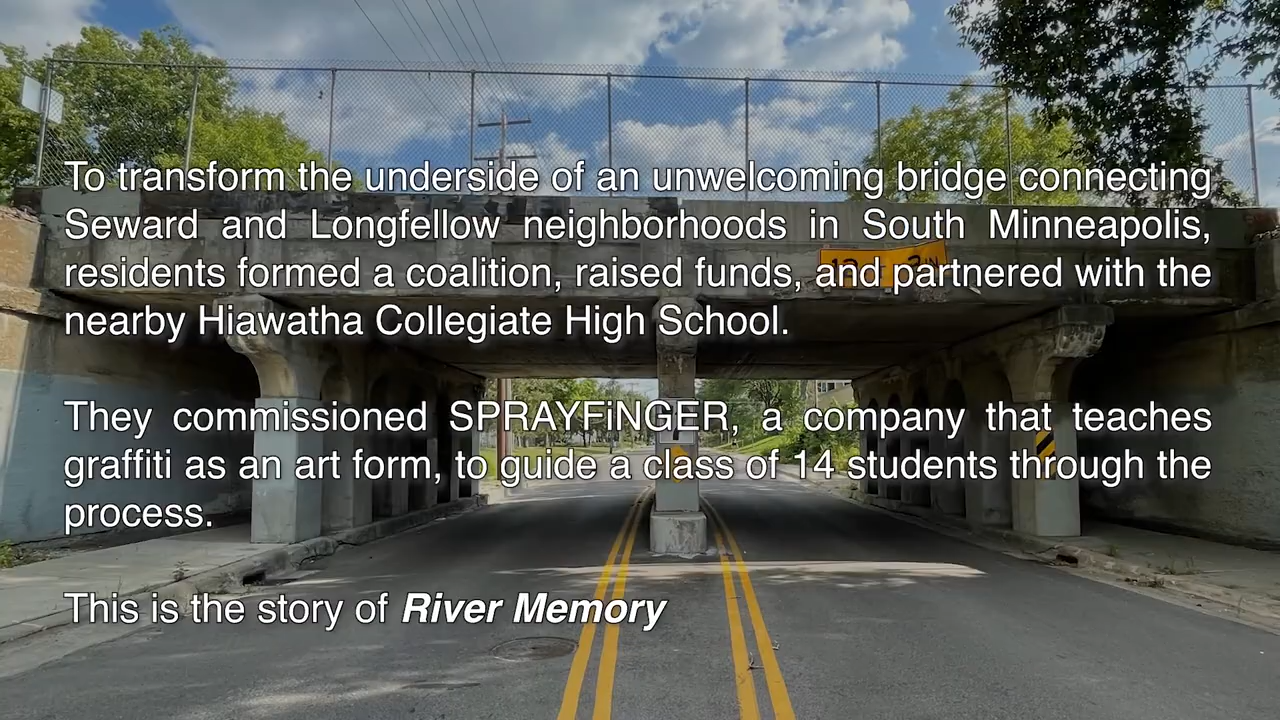 To transform the underside of an unwelcoming bridge connecting
Seward and Longfellow neighborhoods in South Minneapolis,
residents formed a coalition, raised funds, and partnered with the
nearby Hiawatha Collegiate High School.
They commissioned SPRAYFiNGER, a company that teaches
graffiti as an art form, to guide a class of 14 students through the
process.
This is the story of River Memory